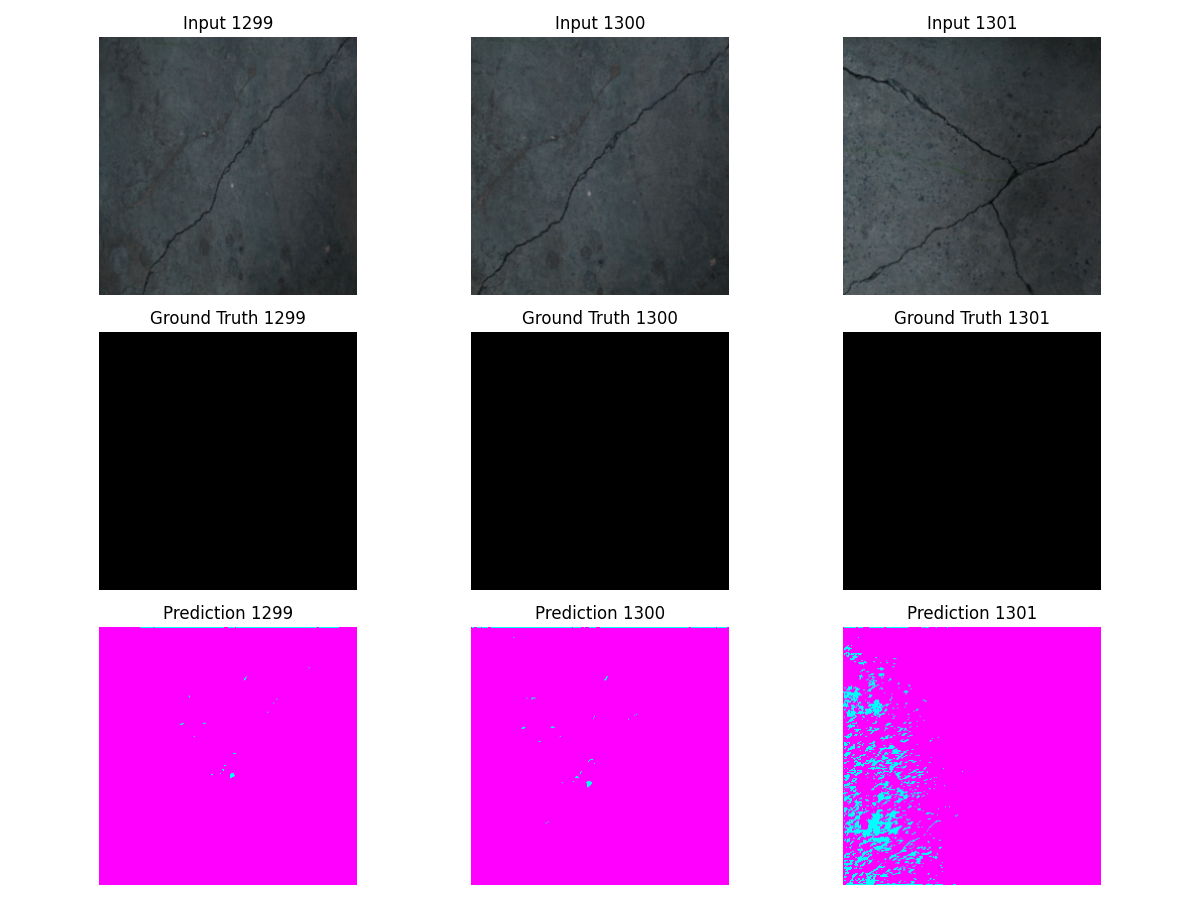 Input 1299
Input 1300
Input 1301
Ground Truth 1299
Ground Truth 1300
Ground Truth 1301
Prediction 1299
Prediction 1300
Prediction 1301